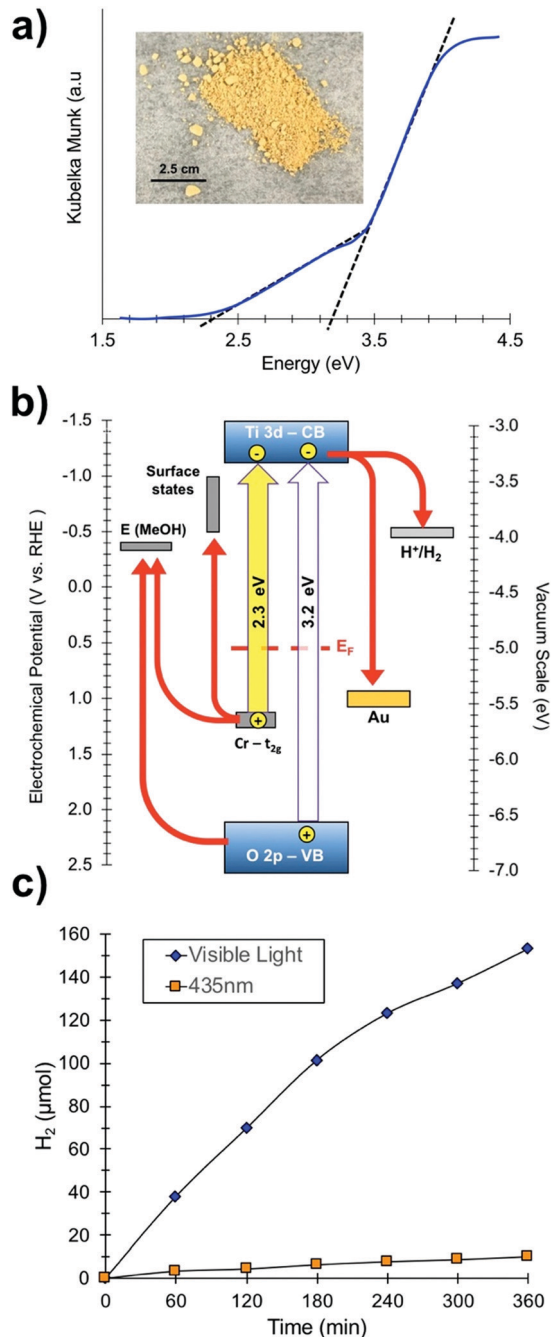 a)
Kubelka Munk (a.u
2.5 cm
1.5
2.5
3.5
4.5
Energy (eV)
b)
Electrochemical Potential (V vs. RHE)
-1.5
-1.0
-0.5
0.0
0.5
1.0
1.5
2.0
2.5
Ti 3d – CB
-
-
Surface
states
E (MeOH)
H+/H2
2.3 eV
3.2 eV
EF
+
Cr – t2g
Au
+
O 2p – VB
-3.0
-3.5
-4.0
-4.5
-5.0
-5.5
-6.0
-6.5
-7.0
Vacuum Scale (eV)
c)
H2 (μmol)
160
140
120
100
80
60
40
20
0
Visible Light
435nm
0
60
120
180
240
300
360
Time (min)